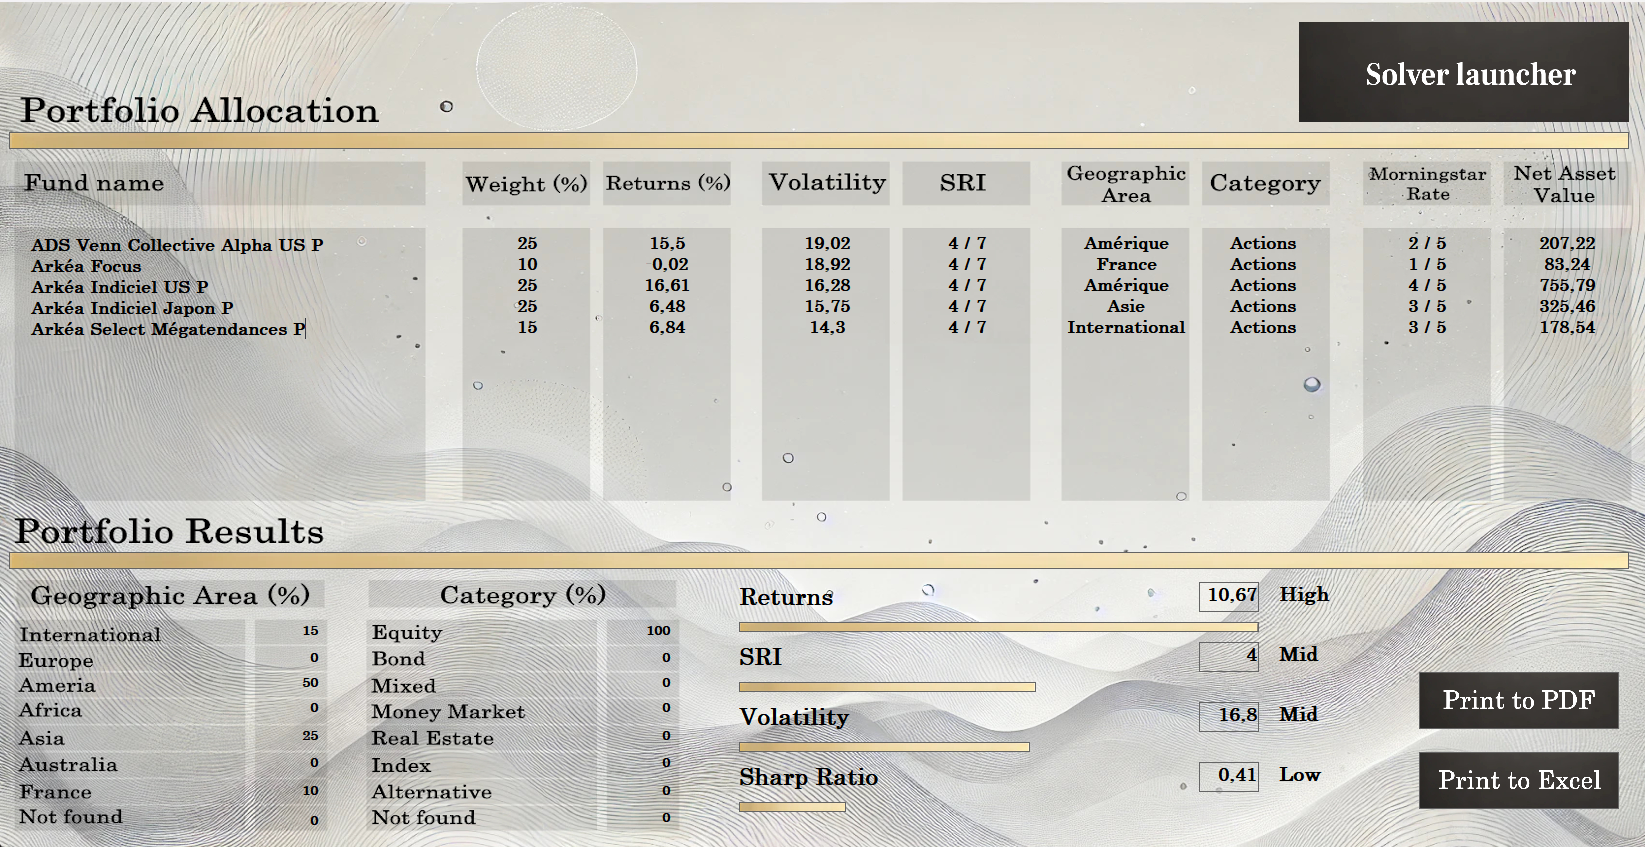 Solver launcher
Portfolio Allocation
Fund name Weight (%) Returns (%) Volatility SRI Geographic Area Category Morningstar Rate Net Asset Value
ADS Venn Collective Alpha US P 25 15,5 19,02 4 / 7 Amérique Actions 2 / 5 207,22
Arkéa Focus 10 -0,02 18,92 4 / 7 France Actions 1 / 5 83,24
Arkéa Indiciel US P 25 16,61 16,28 4 / 7 Amérique Actions 4 / 5 755,79
Arkéa Indiciel Japon P 25 6,48 15,75 4 / 7 Asie Actions 3 / 5 325,46
Arkéa Select Mégatendances P 15 6,84 14,3 4 / 7 International Actions 3 / 5 178,54
Portfolio Results
Geographic Area (%)
International 15
Europe 0
Ameria 50
Africa 0
Asia 25
Australia 0
France 10
Not found 0
Category (%)
Equity 100
Bond 0
Mixed 0
Money Market 0
Real Estate 0
Index 0
Alternative 0
Not found 0
Returns 10,67 High
SRI 4 Mid
Volatility 16,8 Mid
Sharp Ratio 0,41 Low
Print to PDF
Print to Excel